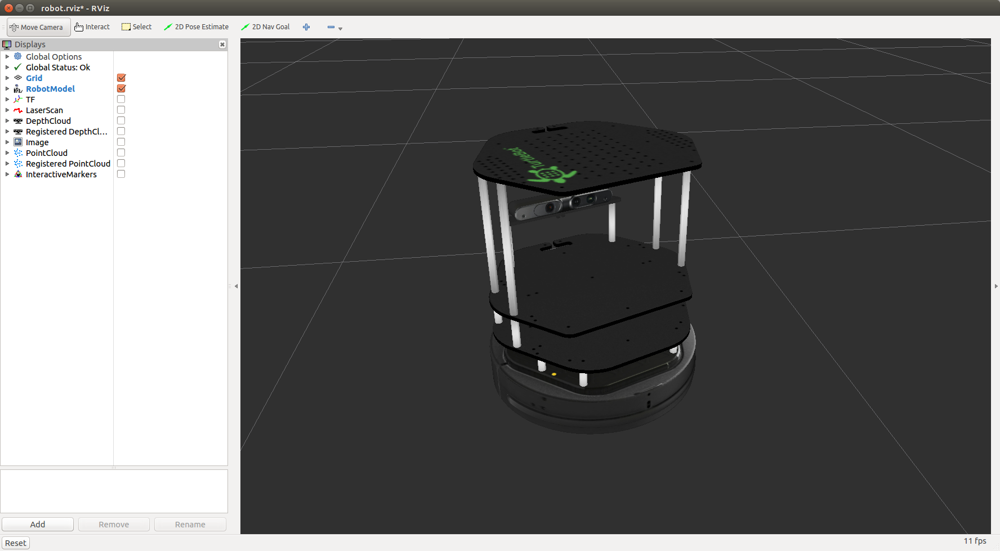 robot.rviz* - RViz
Move Camera Interact Select 2D Pose Estimate 2D Nav Goal
Displays
Global Options
Global Status: Ok
Grid
RobotModel
TF
LaserScan
DepthCloud
Registered DepthCl...
Image
PointCloud
Registered PointCloud
InteractiveMarkers
TurtleBot
Add Remove Rename
Reset
11 fps